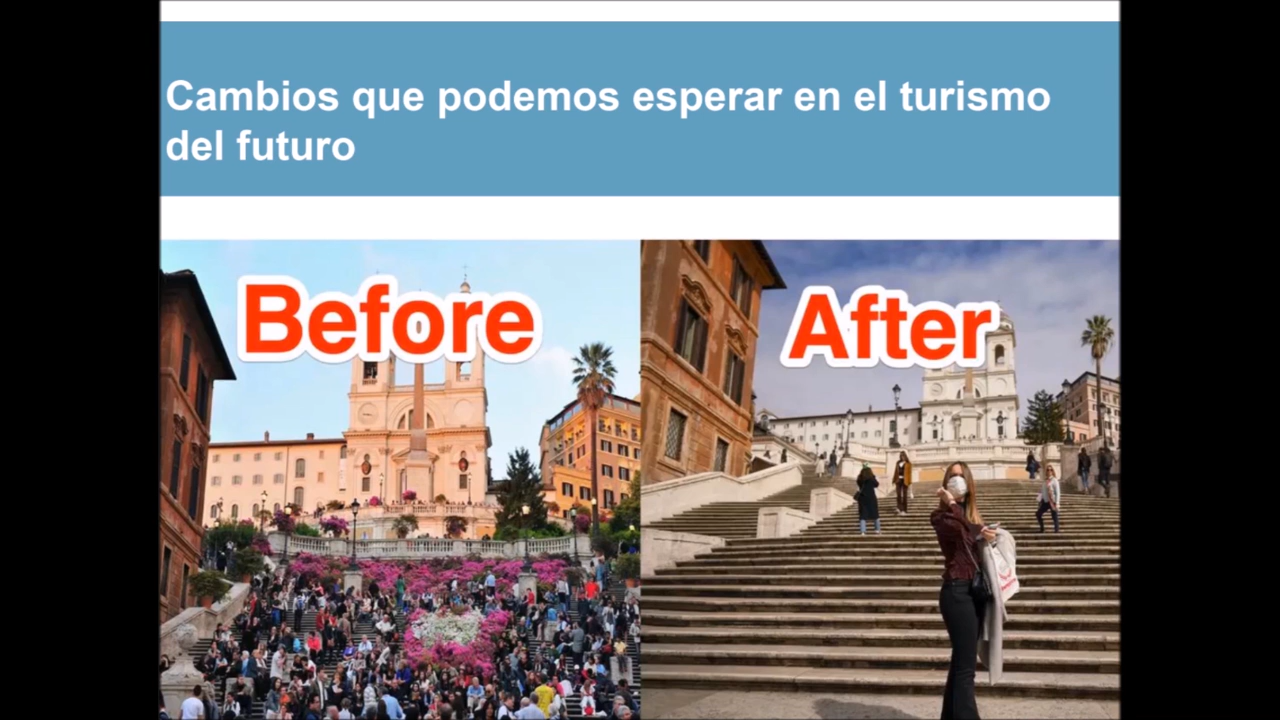 Cambios que podemos esperar en el turismo
del futuro
Before
After